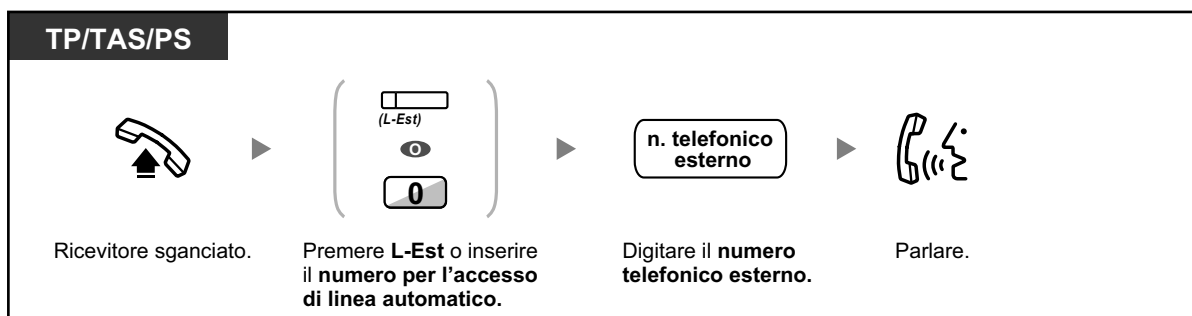 TP/TAS/PS
(L-Est)
O
0
n. telefonico
esterno
Ricevitore sganciato.
Premere L-Est o inserire
il numero per l'accesso
di linea automatico.
Digitare il numero
telefonico esterno.
Parlare.